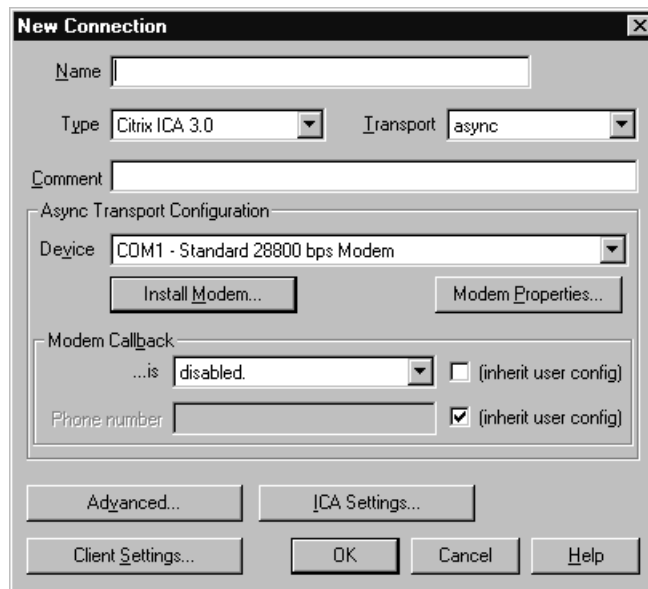 New Connection
Name
Type Citrix ICA 3.0 Transport async
Comment
Async Transport Configuration
Device COM1 - Standard 28800 bps Modem
Install Modem... Modem Properties...
Modem Callback
...is disabled. (inherit user config)
Phone number (inherit user config)
Advanced... ICA Settings...
Client Settings... OK Cancel Help